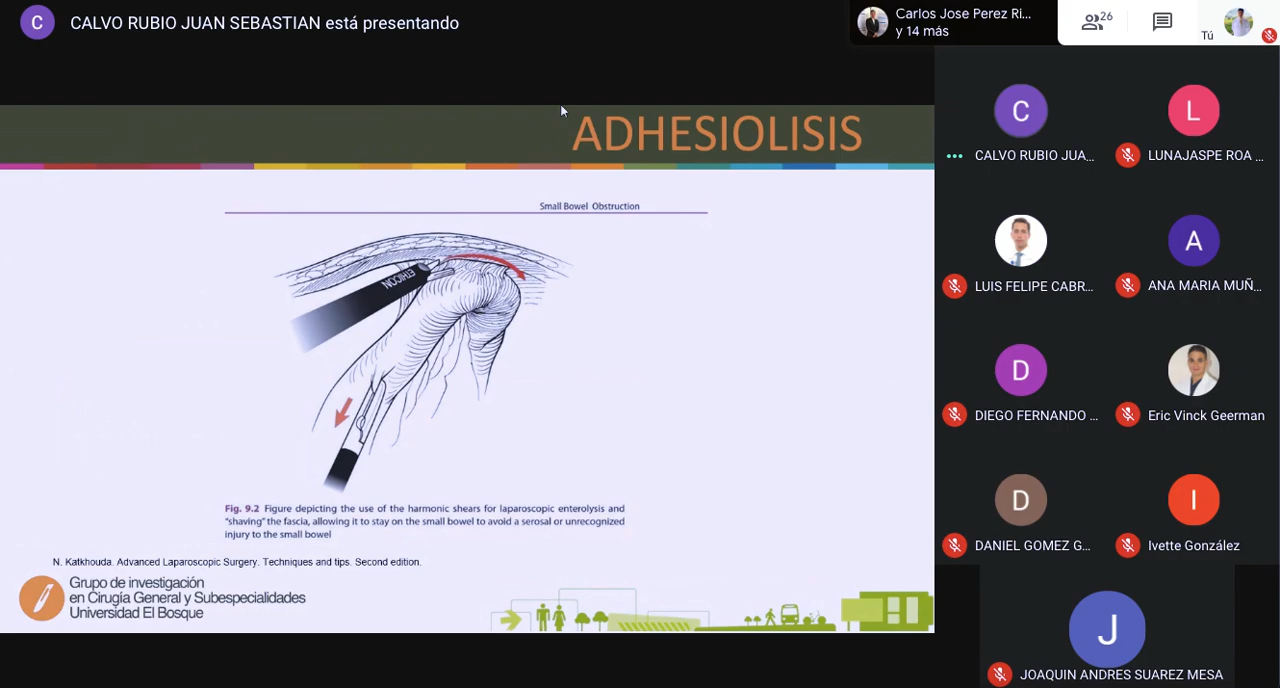 C
CALVO RUBIO JUAN SEBASTIAN está presentando
Carlos Jose Perez Ri...
y 14 más
26
Tú
ADHESIOLISIS
Small Bowel Obstruction
ETHICON
Fig. 9.2 Figure depicting the use of the harmonic shears for laparoscopic enterolysis and
"shaving" the fascia, allowing it to stay on the small bowel to avoid a serosal or unrecognized
injury to the small bowel
N. Katkhouda. Advanced Laparoscopic Surgery. Techniques and tips. Second edition.
Grupo de investigación
en Cirugía General y Subespecialidades
Universidad El Bosque
C
CALVO RUBIO JUA...
L
LUNAJASPE ROA ...
LUIS FELIPE CABR...
A
ANA MARIA MUÑ...
D
DIEGO FERNANDO ...
Eric Vinck Geerman
D
DANIEL GOMEZ G...
I
Ivette González
J
JOAQUIN ANDRES SUAREZ MESA